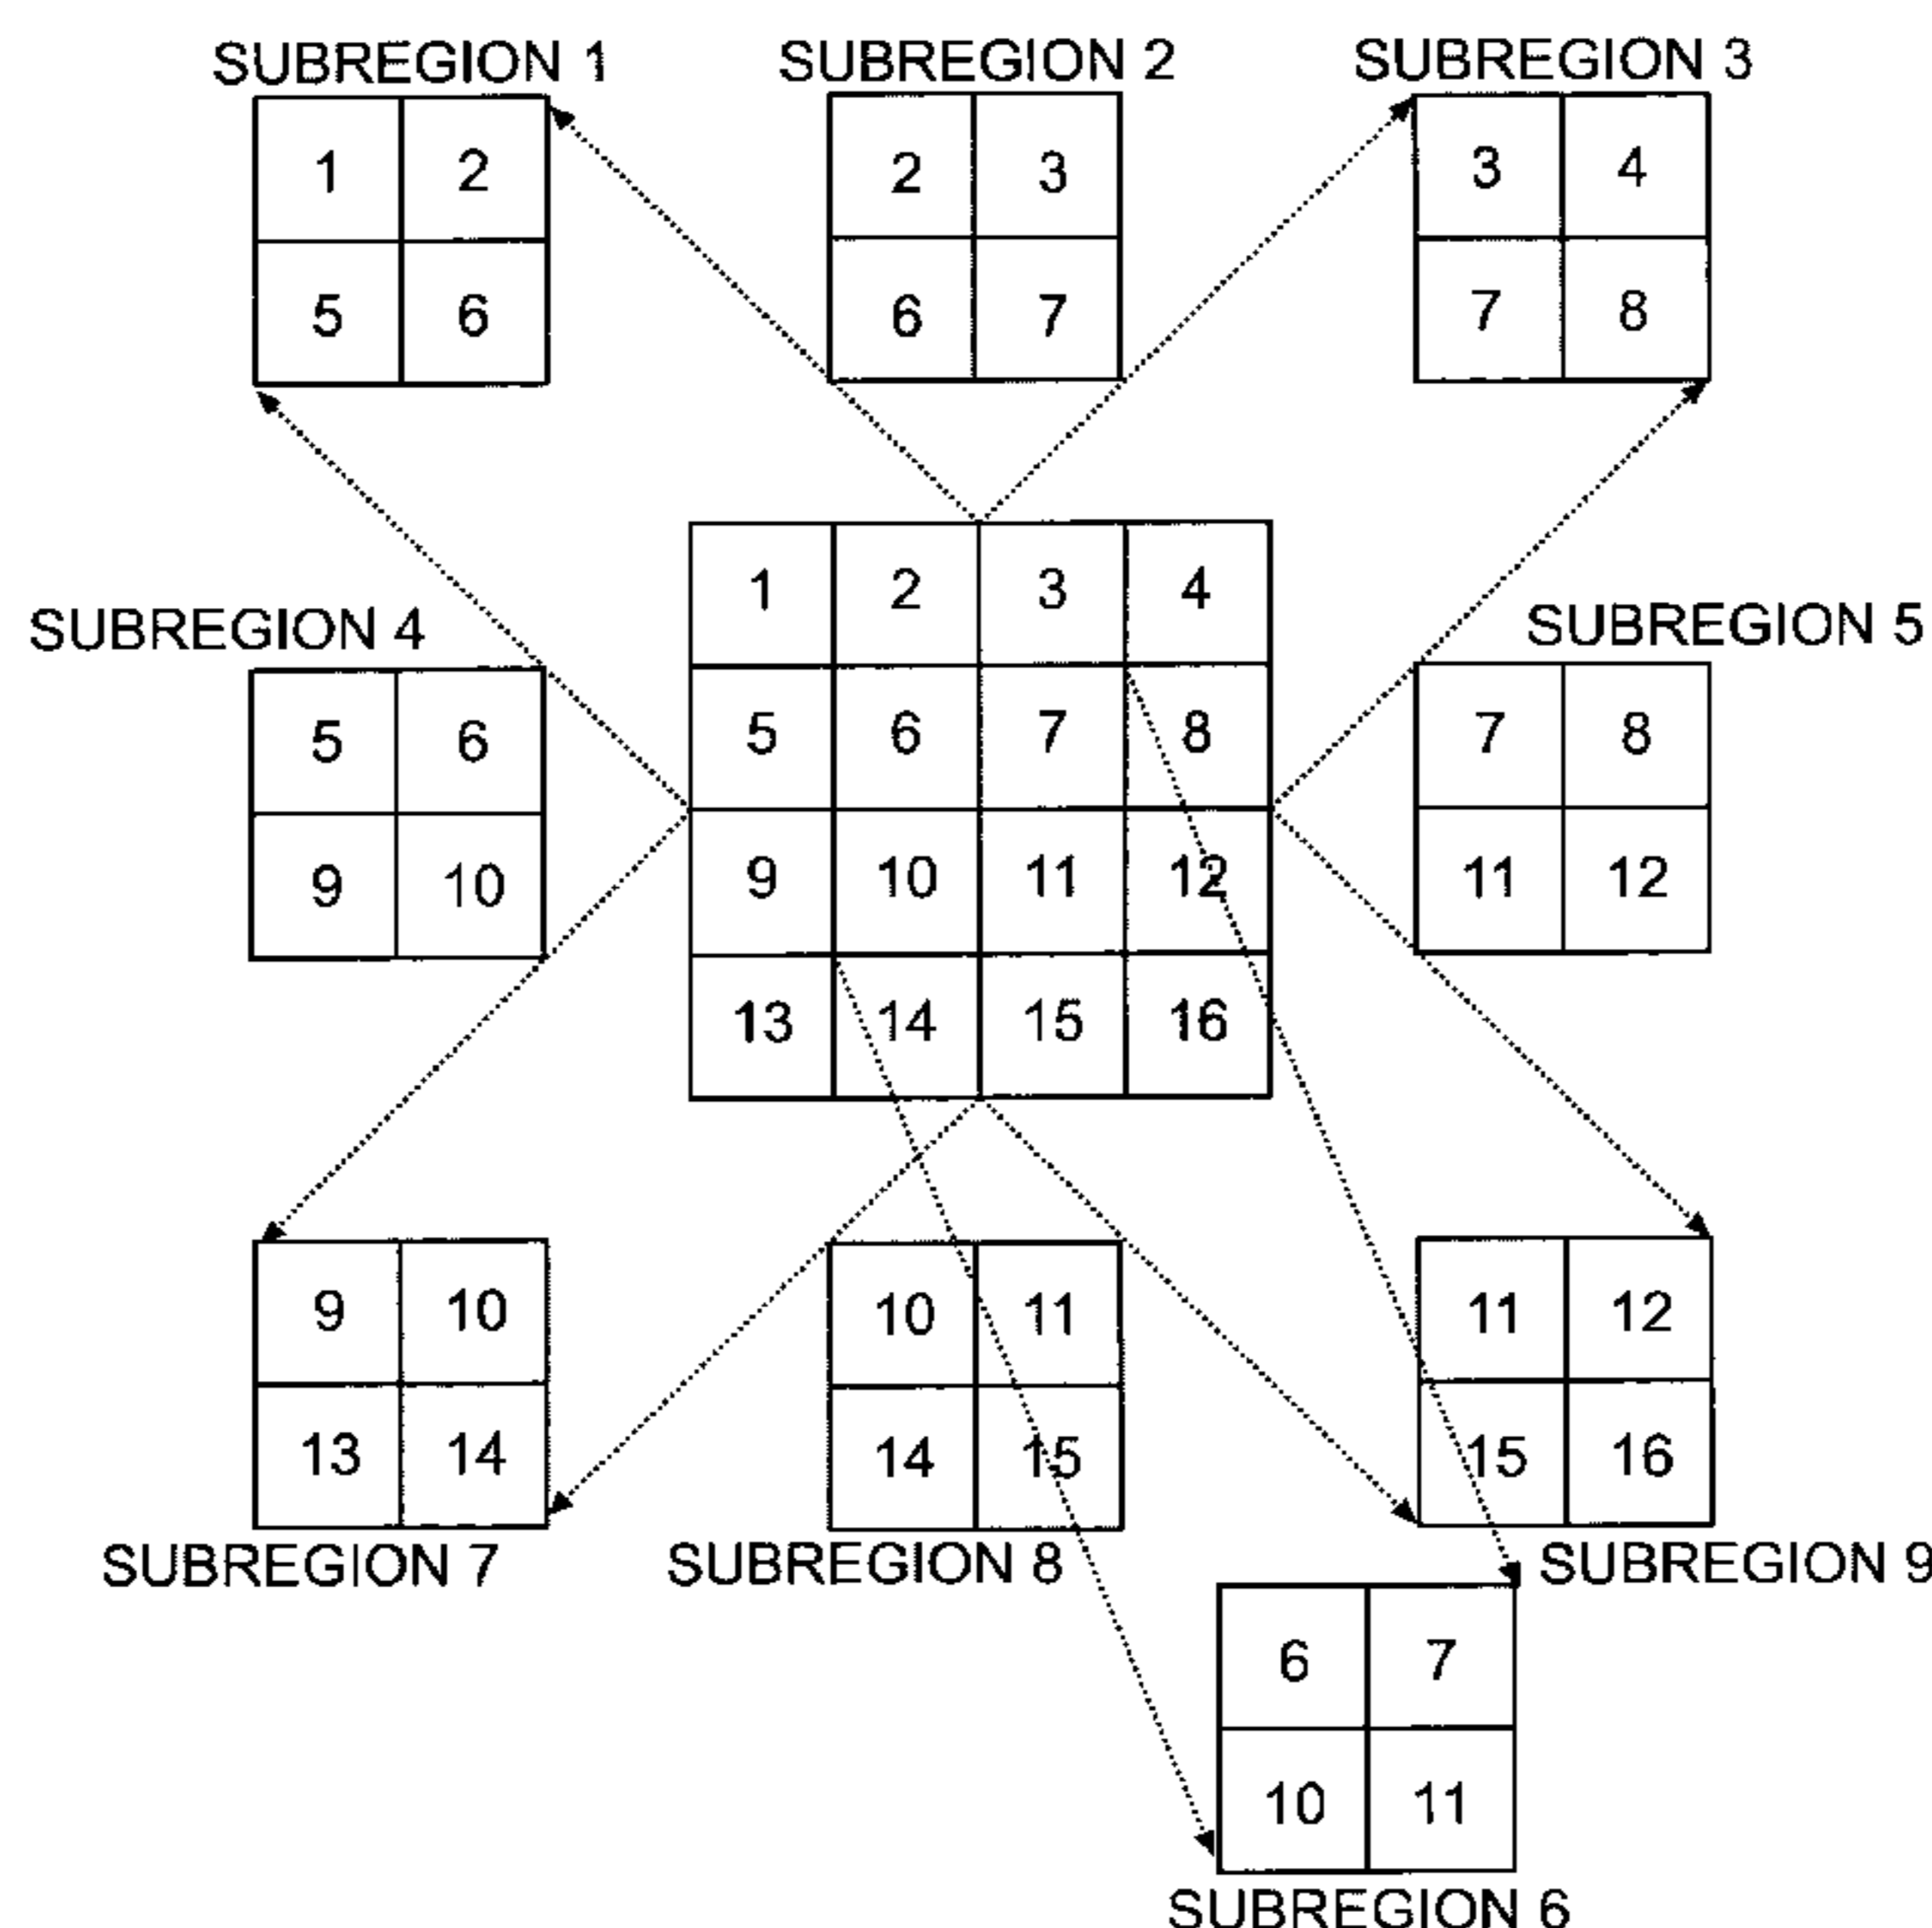 SUBREGION 1 SUBREGION 2 SUBREGION 3
1 2 2 3 3 4
5 6 6 7 7 8
SUBREGION 4 SUBREGION 5
1 2 3 4
5 6 5 6 7 8 7 8
9 10 9 10 11 12 11 12
13 14 15 16
9 10 10 11 11 12
13 14 14 15 15 16
SUBREGION 7 SUBREGION 8 SUBREGION 9
6 7
10 11
SUBREGION 6